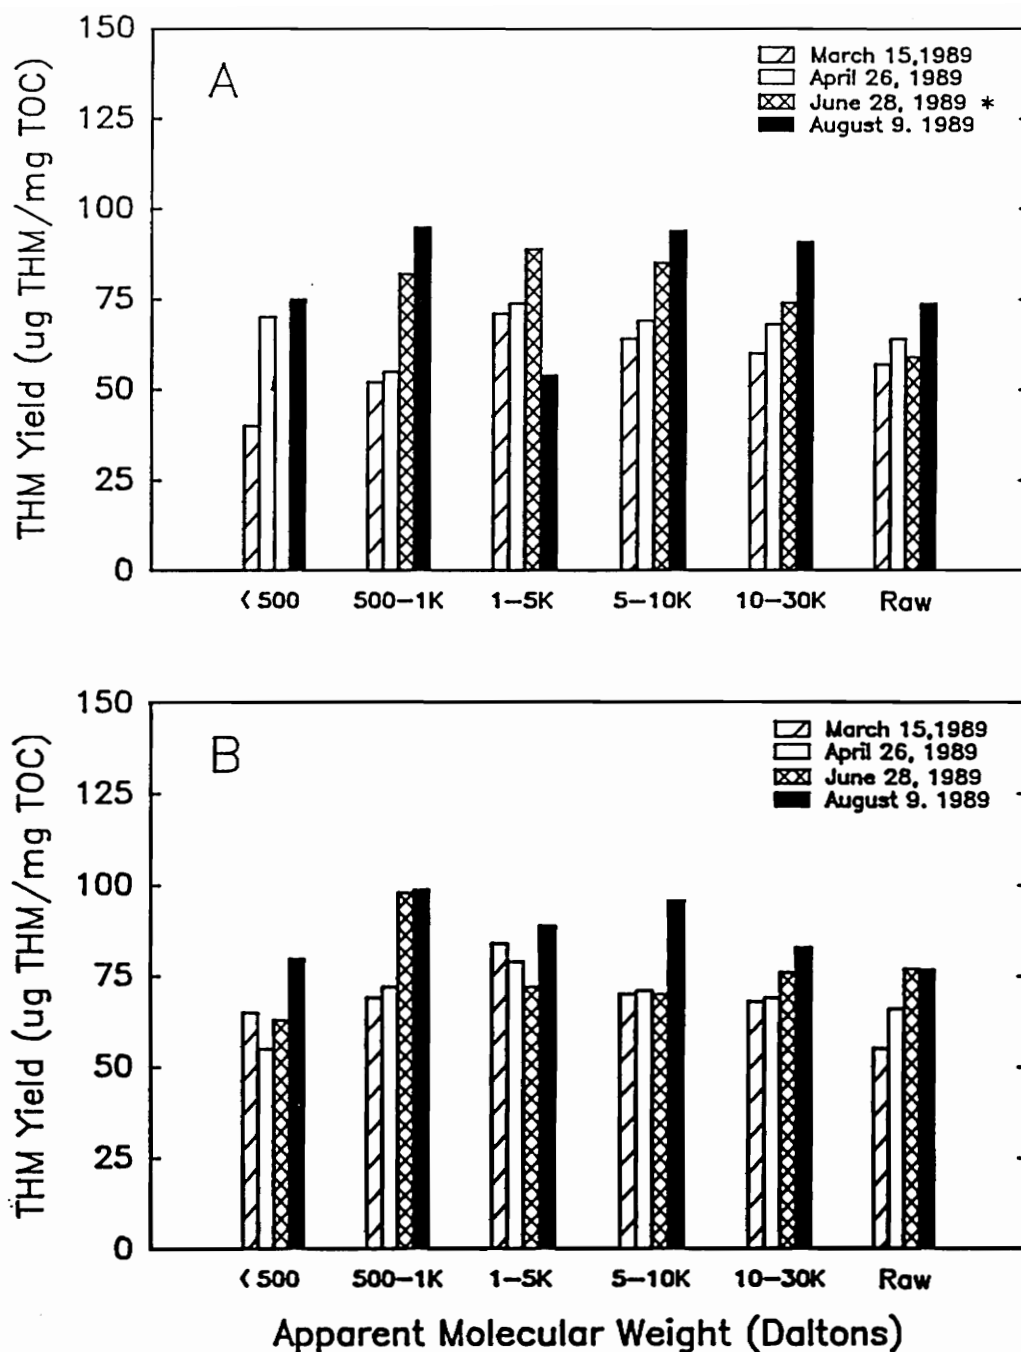 150
A
March 15,1989
April 26, 1989
June 28, 1989 *
August 9. 1989
125
100
75
50
25
0
THM Yield (ug THM/mg TOC)
< 500 500-1K 1-5K 5-10K 10-30K Raw
150
B
March 15,1989
April 26, 1989
June 28, 1989
August 9. 1989
125
100
75
50
25
0
THM Yield (ug THM/mg TOC)
< 500 500-1K 1-5K 5-10K 10-30K Raw
Apparent Molecular Weight (Daltons)